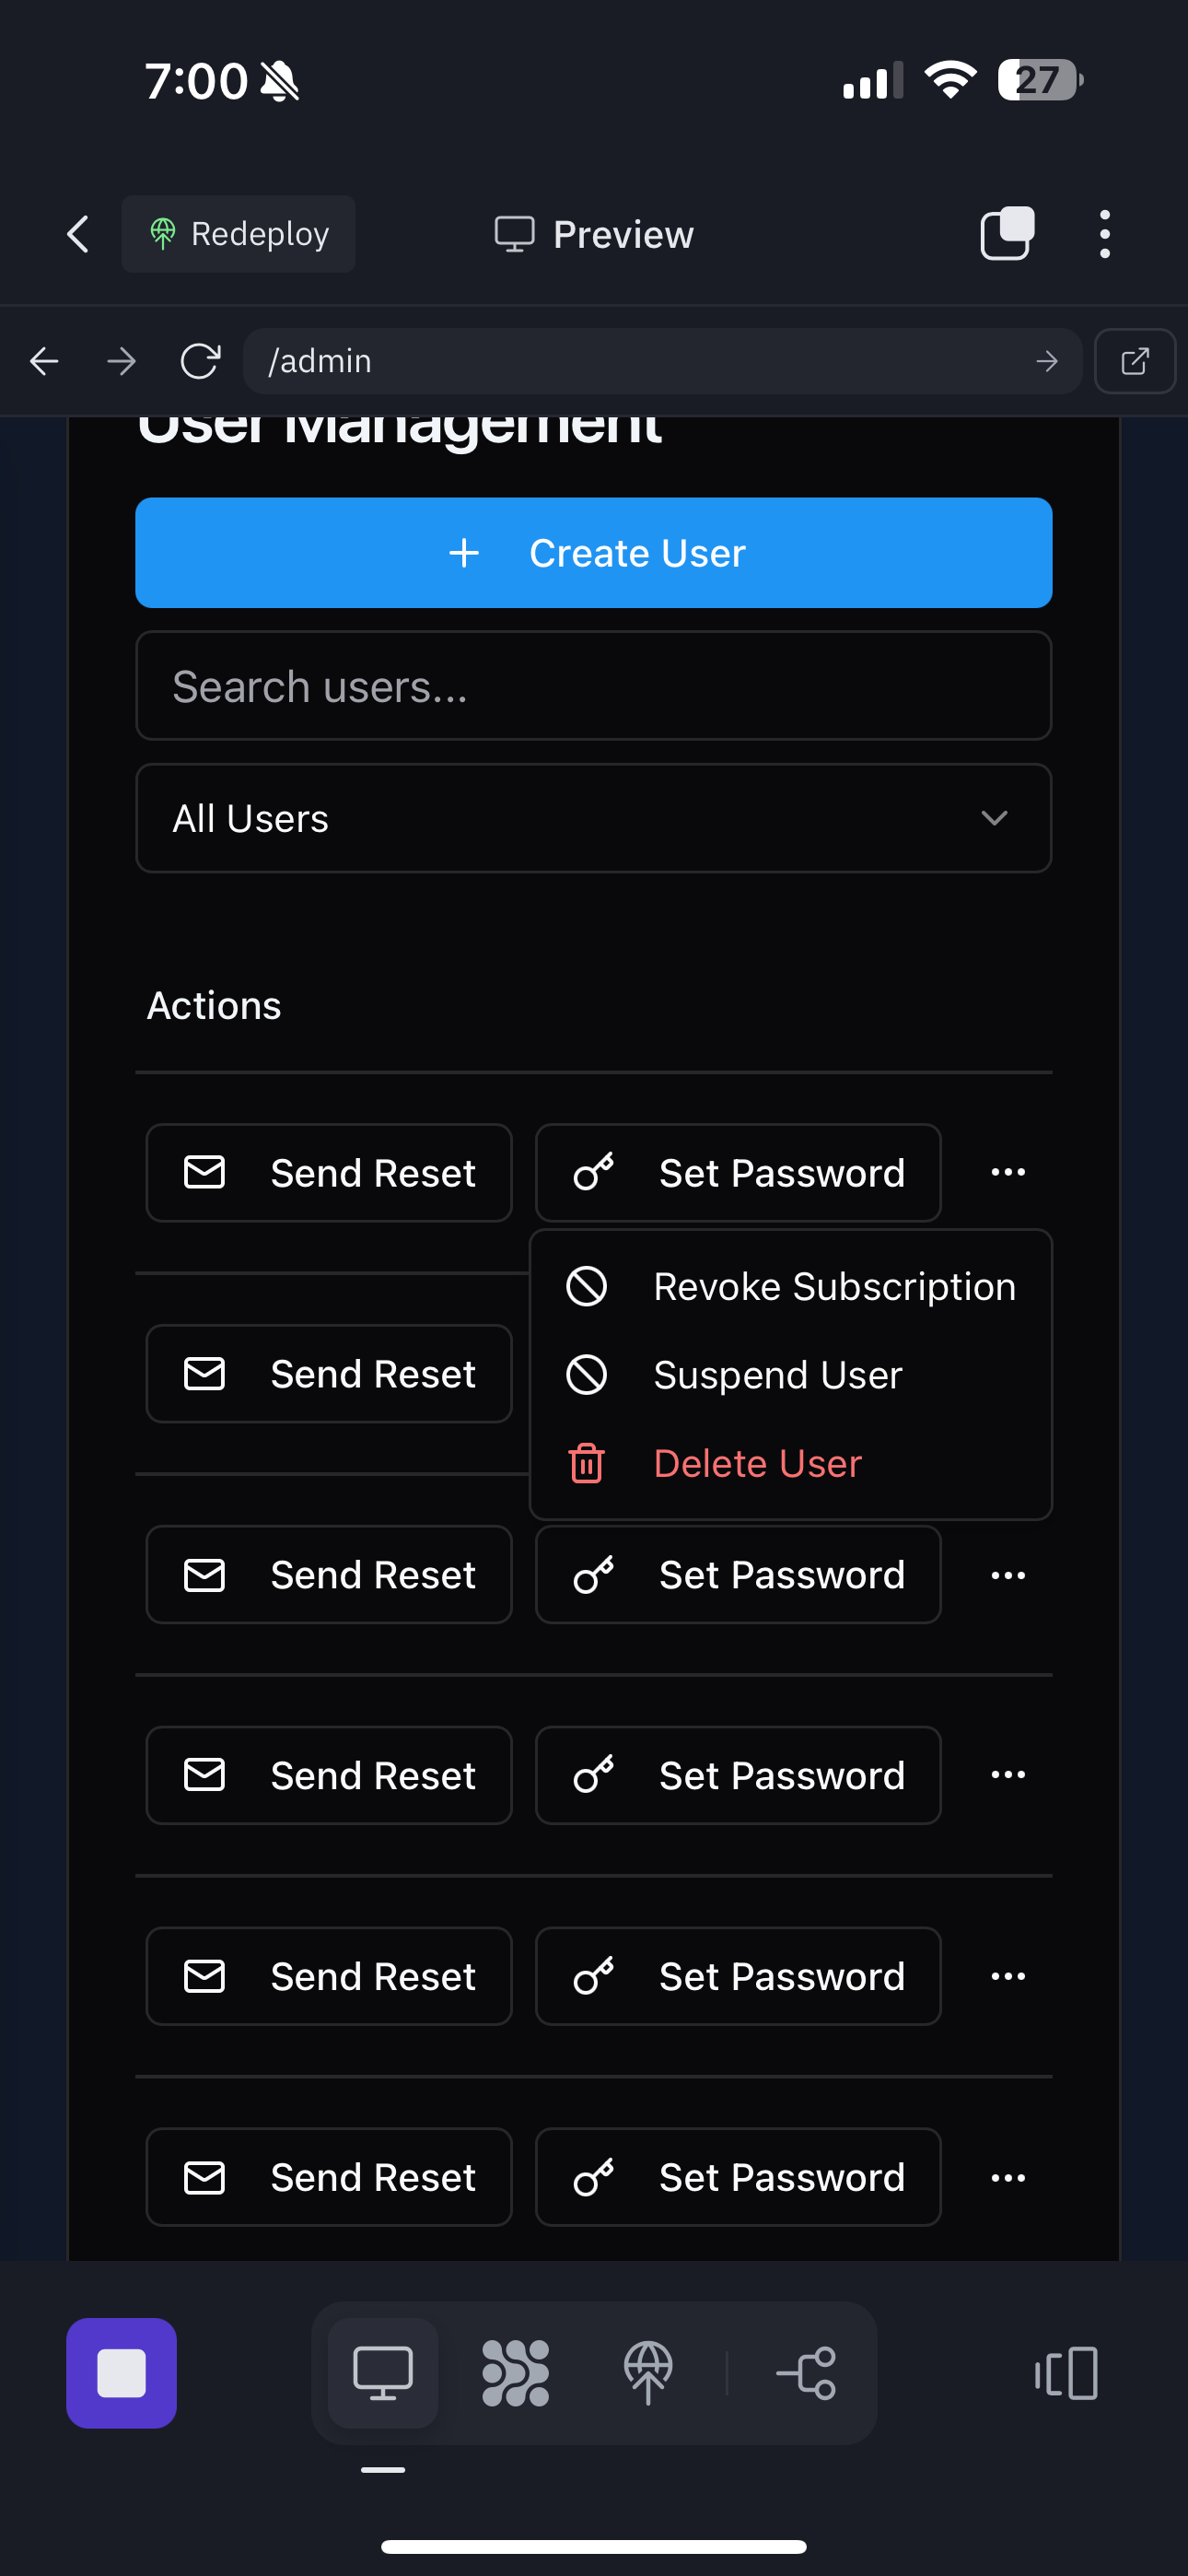 7:00
27
Redeploy
Preview
/admin
User Management
Create User
Search users...
All Users
Actions
Send Reset
Set Password
Revoke Subscription
Send Reset
Suspend User
Delete User
Send Reset
Set Password
Send Reset
Set Password
Send Reset
Set Password
Send Reset
Set Password